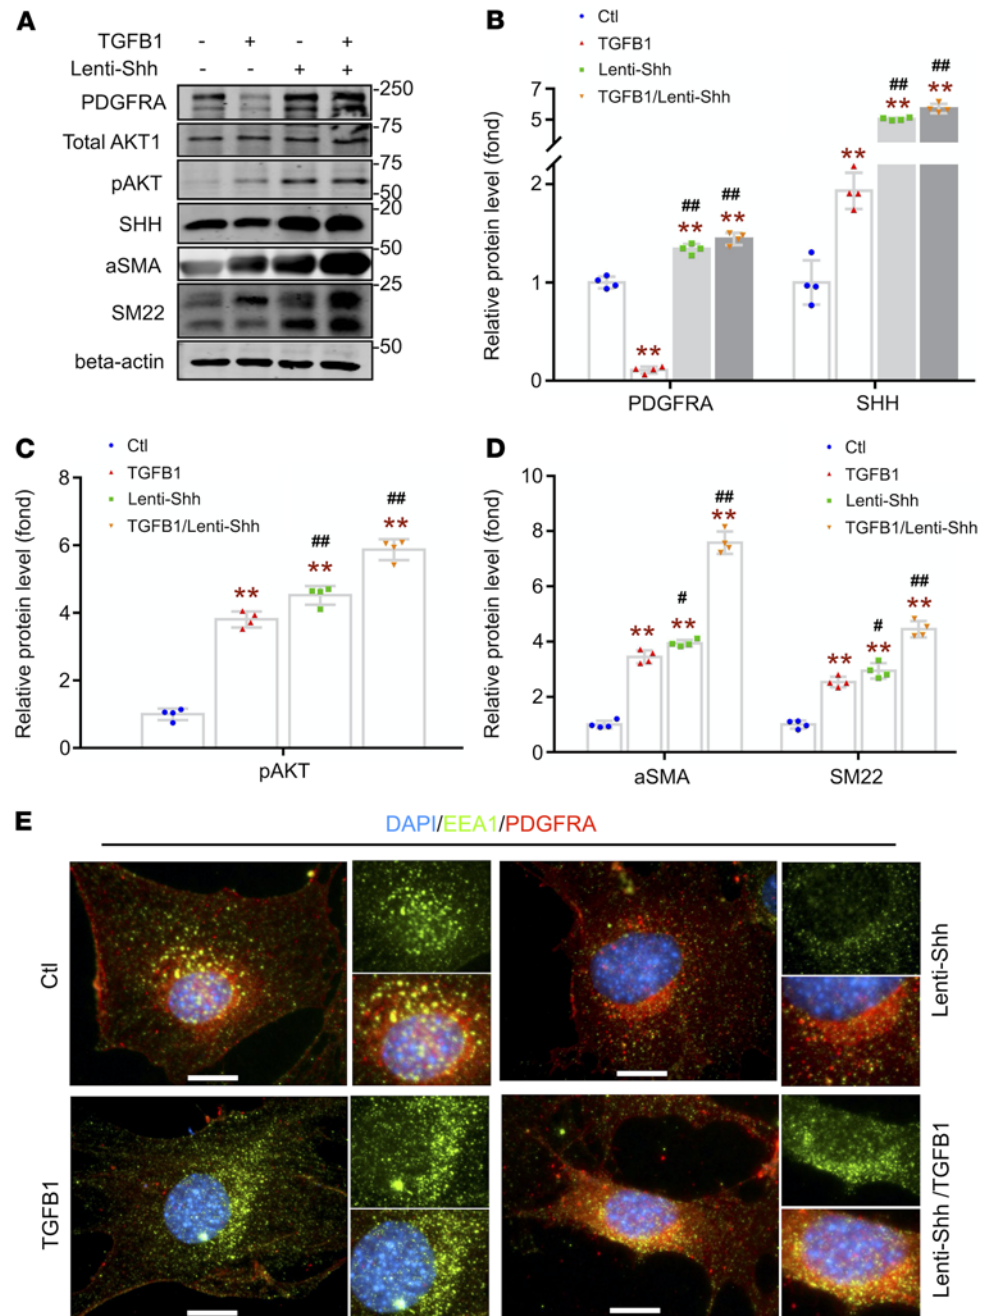 A
TGFB1 - + - +
Lenti-Shh - - + +
PDGFRA -250
Total AKT1 -75
pAKT -75
-50
SHH -20
aSMA -50
SM22 -25
beta-actin -50
B
Ctl
TGFB1
Lenti-Shh
TGFB1/Lenti-Shh
Relative protein level (fond)
7
5
2
1
0
**
## **
## **
**
## **
## **
PDGFRA SHH
C
Ctl
TGFB1
Lenti-Shh
TGFB1/Lenti-Shh
Relative protein level (fond)
8
6
4
2
0
**
## **
## **
pAKT
D
Ctl
TGFB1
Lenti-Shh
TGFB1/Lenti-Shh
Relative protein level (fond)
10
8
6
4
2
0
**
# **
## **
**
# **
## **
aSMA SM22
E
DAPI/EEA1/PDGFRA
Ctl
Lenti-Shh
TGFB1
Lenti-Shh /TGFB1